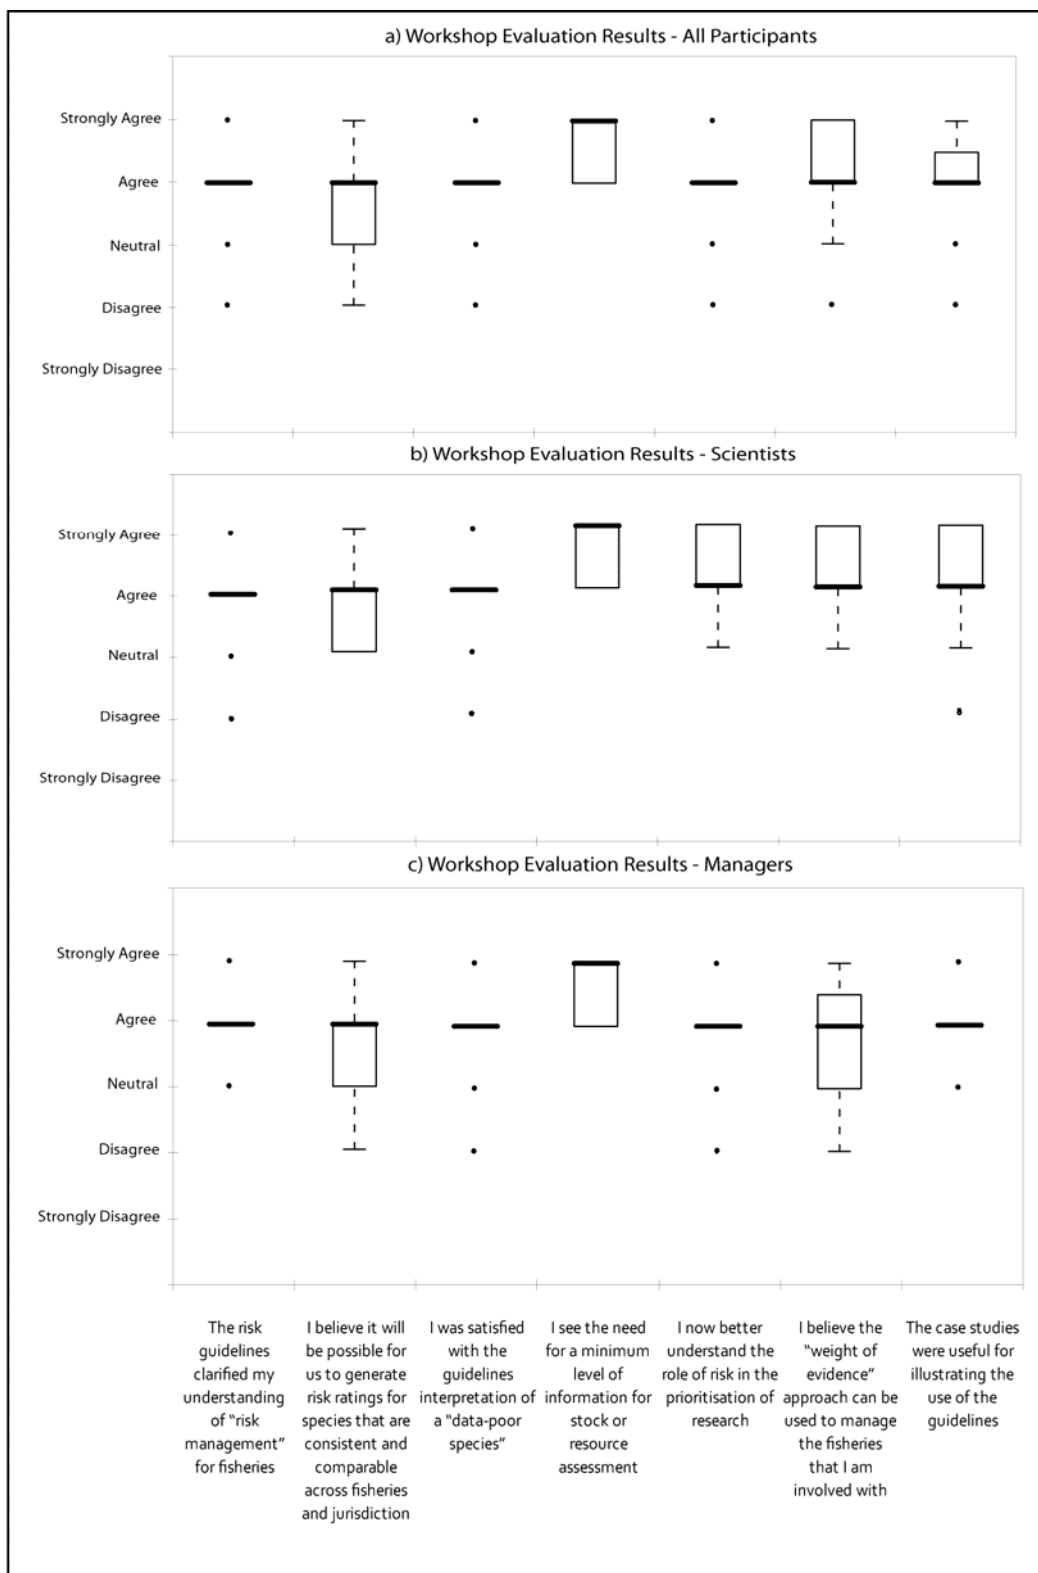 a) Workshop Evaluation Results - All Participants
Strongly Agree
Agree
Neutral
Disagree
Strongly Disagree
b) Workshop Evaluation Results - Scientists
Strongly Agree
Agree
Neutral
Disagree
Strongly Disagree
c) Workshop Evaluation Results - Managers
Strongly Agree
Agree
Neutral
Disagree
Strongly Disagree
The risk
guidelines
clarified my
understanding
of "risk
management"
for fisheries
I believe it will
be possible for
us to generate
risk ratings for
species that are
consistent and
comparable
across fisheries
and jurisdiction
I was satisfied
with the
guidelines
interpretation of
a "data-poor
species"
I see the need
for a minimum
level of
information for
stock or
resource
assessment
I now better
understand the
role of risk in the
prioritisation of
research
I believe the
"weight of
evidence"
approach can be
used to manage
the fisheries
that I am
involved with
The case studies
were useful for
illustrating the
use of the
guidelines